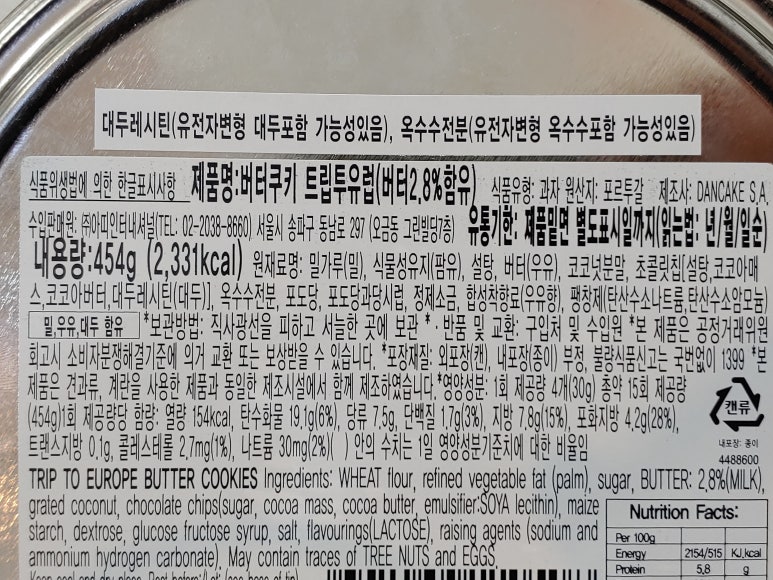 대두레시틴(유전자변형 대두포함 가능성있음), 옥수수전분(유전자변형 옥수수포함 가능성있음)
식품위생법에 의한 한글표시사항 제품명:버터쿠키 트립투유럽(버터2.8%함유) 식품유형: 과자 원산지: 포르투갈 제조사: DANCAKE S,A,
수입판매원: ㈜아피인터내셔널(TEL: 02-2038-8660) 서울시 송파구 동남로 297 (오금동 그린빌딩7층) 유통기한: 제품밑면 별도표시일까지(읽는법: 년/월/일순)
내용량:454g (2,331kcal) 원재료명: 밀가루(밀), 식물성유지(팜유), 설탕, 버터(우유), 코코넛분말, 초콜릿칩[설탕,코코아매
스,코코아버터,대두레시틴(대두)], 옥수수전분, 포도당, 포도당과당시럽, 정제소금, 합성착향료(우유향), 팽창제(탄산수소나트륨,탄산수소암모늄)
밀,우유,대두 함유 *보관방법: 직사광선을 피하고 서늘한 곳에 보관 * · 반품 및 교환: 구입처 및 수입원 *본 제품은 공정거래위원
회고시 소비자분쟁해결기준에 의거 교환 또는 보상받을 수 있습니다. *포장재질: 외포장(캔), 내포장(종이) 부정, 불량식품신고는 국번없이 1399 *본
제품은 견과류, 계란을 사용한 제품과 동일한 제조시설에서 함께 제조하였습니다.*영양성분: 1회 제공량 4개(30g) 총약 15회 제공량
(454g)1회 제공량당 함량: 열량 154kcal, 탄수화물 19.1g(6%), 당류 7.5g, 단백질 1.7g(3%), 지방 7.8g(15%), 포화지방 4.2g(28%),
트랜스지방 0.1g, 콜레스테롤 2.7mg(1%), 나트륨 30mg(2%)( ) 안의 수치는 1일 영양성분기준치에 대한 비율임
캔류
내포장: 종이
4488600
TRIP TO EUROPE BUTTER COOKIES Ingredients: WHEAT flour, refined vegetable fat (palm), sugar, BUTTER: 2,8%(MILK),
grated coconut, chocolate chips(sugar, cocoa mass, cocoa butter, emulsifier:SOYA lecithin), maize
starch, dextrose, glucose fructose syrup, salt, flavourings(LACTOSE), raising agents (sodium and
ammonium hydrogen carbonate), May contain traces of TREE NUTS and EGGS,
Nutrition Facts:
Per 100g
Energy 2154/515 KJ,kcal
Protein 5,8 g